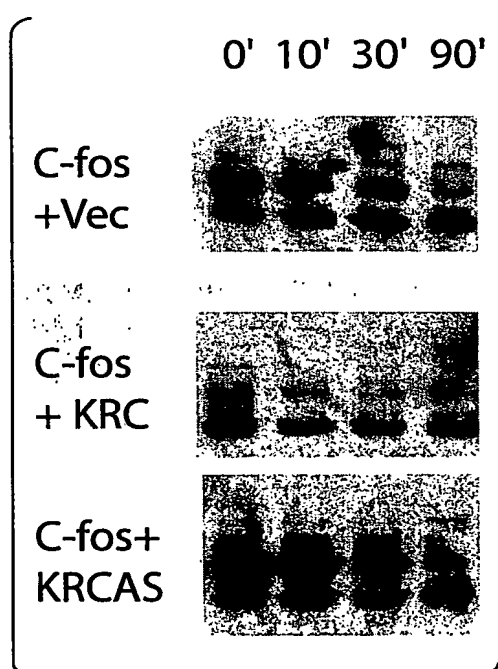 0' 10' 30' 90'
C-fos
+Vec
C-fos
+ KRC
C-fos+
KRCAS